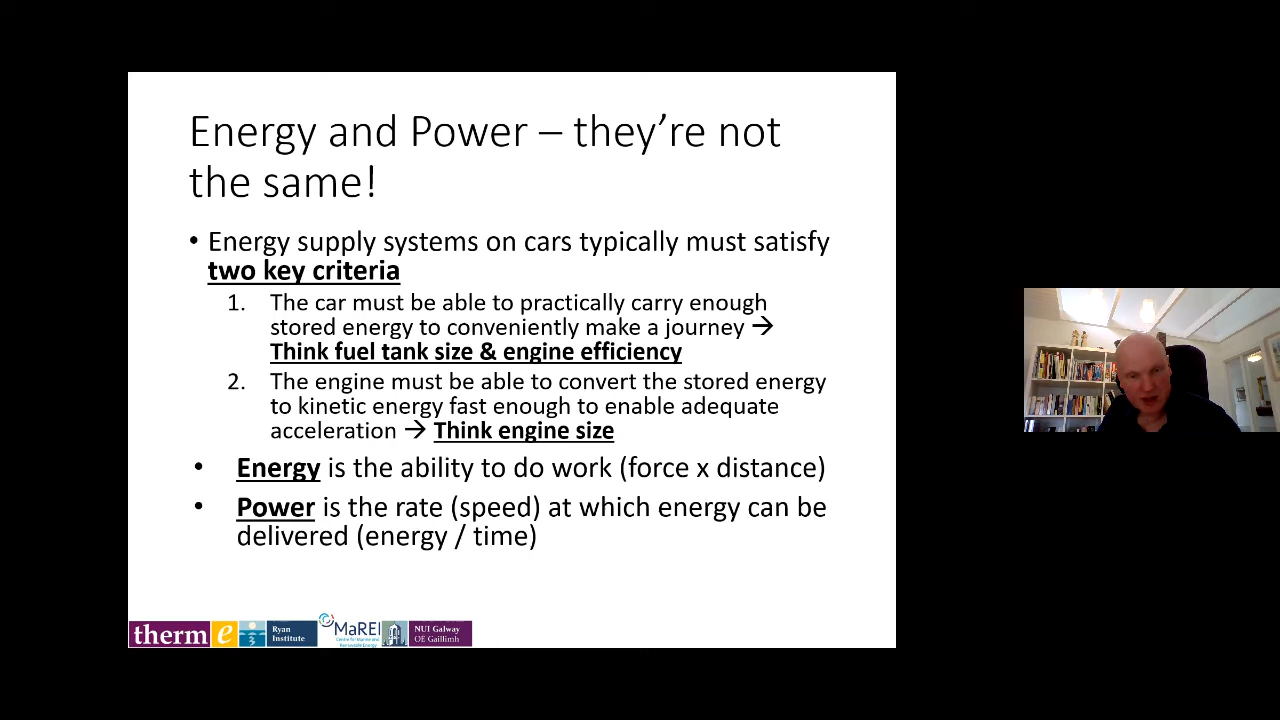 Energy and Power – they're not
the same!
• Energy supply systems on cars typically must satisfy
two key criteria
1. The car must be able to practically carry enough
stored energy to conveniently make a journey →
Think fuel tank size & engine efficiency
2. The engine must be able to convert the stored energy
to kinetic energy fast enough to enable adequate
acceleration → Think engine size
• Energy is the ability to do work (force x distance)
• Power is the rate (speed) at which energy can be
delivered (energy / time)
therm e
Ryan
Institute
MaREI
Centre for Marine and
Renewable Energy
NUI Galway
OÉ Gaillimh